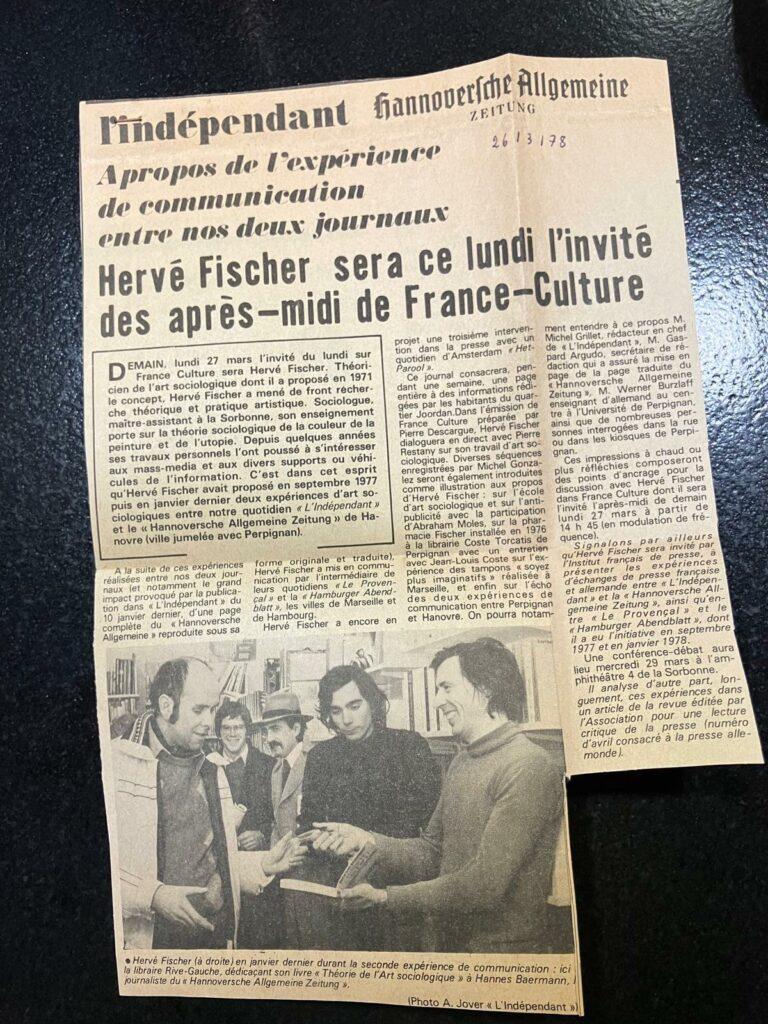 l'indépendant Hannoversche Allgemeine
ZEITUNG
26/3/78
A propos de l'expérience
de communication
entre nos deux journaux
Hervé Fischer sera ce lundi l'invité
des après-midi de France-Culture
DEMAIN, lundi 27 mars l'invité du lundi sur
France Culture sera Hervé Fischer. Théori-
cien de l'art sociologique dont il a proposé en 1971
le concept, Hervé Fischer a mené de front recher-
che théorique et pratique artistique. Sociologue,
maître-assistant à la Sorbonne, son enseignement
porte sur la théorie sociologique de la couleur de la
peinture et de l'utopie. Depuis quelques années
ses travaux personnels l'ont poussé à s'intéresser
aux mass-media et aux divers supports ou véhi-
cules de l'information. C'est dans cet esprit
qu'Hervé Fischer avait proposé en septembre 1977
puis en janvier dernier deux expériences d'art so-
ciologiques entre notre quotidien « L'Indépendant »
et le « Hannoversche Allgemeine Zeitung » de Ha-
novre (ville jumelée avec Perpignan).
A la suite de ces expériences
réalisées entre nos deux jour-
naux (et notamment le grand
impact provoqué par la publica-
tion dans « L'Indépendant » du
10 janvier dernier, d'une page
complète du « Hannoversche
Allgemeine » reproduite sous sa
forme originale et traduite),
Hervé Fischer a mis en commu-
nication par l'intermédiaire de
leurs quotidiens « Le Proven-
çal » et la « Hamburger Abend-
blatt », les villes de Marseille et
de Hambourg.
Hervé Fischer a encore en
projet une troisième interven-
tion dans la presse avec un
quotidien d'Amsterdam « Het-
Parool ».
Ce journal consacrera, pen-
dant une semaine, une page
entière à des informations rédi-
gées par les habitants du quar-
tier Joordan. Dans l'émission de
France Culture préparée par
Pierre Descargue, Hervé Fischer
dialoguera en direct avec Pierre
Restany sur son travail d'art so-
ciologique. Diverses séquences
enregistrées par Michel Gonza-
lez seront également introduites
comme illustration aux propos
d'Hervé Fischer : sur l'école
d'art sociologique et sur l'anti-
publicité avec la participation
d'Abraham Moles, sur la phar-
macie Fischer installée en 1976
à la librairie Coste Torcatis de
Perpignan avec un entretien
avec Jean-Louis Coste sur l'ex-
périence des tampons « soyez
plus imaginatifs » réalisée à
Marseille, et enfin sur l'écho
des deux expériences de
communication entre Perpignan
et Hanovre. On pourra notam-
ment entendre à ce propos M.
Michel Grillet, rédacteur en chef
de « L'Indépendant », M. Gas-
pard Argudo, secrétaire de ré-
daction qui a assuré la mise en
page de la page traduite du
« Hannoversche Allgemeine
Zeitung », M. Werner Burzlaff
enseignant d'allemand au cen-
tre à l'Université de Perpignan,
ainsi que de nombreuses per-
sonnes interrogées dans la rue
ou dans les kiosques de Perpi-
gnan.
Ces impressions à chaud ou
plus réfléchies composeront
des points d'ancrage pour la
discussion avec Hervé Fischer
dans France Culture dont il sera
l'invité l'après-midi de demain
lundi 27 mars à partir de
14 h 45 (en modulation de fré-
quence).
Signalons par ailleurs
qu'Hervé Fischer sera invité par
l'Institut français de presse, à
présenter les expériences
d'échanges de presse française
et allemande entre « L'Indépen-
dant » et la « Hannoversche All-
gemeine Zeitung », ainsi qu'en-
tre « Le Provençal » et le
« Hamburger Abendblatt », dont
il a eu l'initiative en septembre
1977 et en janvier 1978.
Une conférence-débat aura
lieu mercredi 29 mars à l'am-
phithéâtre 4 de la Sorbonne.
Il analyse d'autre part, lon-
guement, ces expériences dans
un article de la revue éditée par
l'Association pour une lecture
critique de la presse (numéro
d'avril consacré à la presse alle-
mande).
• Hervé Fischer (à droite) en janvier dernier durant la seconde expérience de communication : ici
la libraire Rive-Gauche, dédicaçant son livre « Théorie de l'Art sociologique » à Hannes Baermann,
journaliste du « Hannoversche Allgemeine Zeitung ».
(Photo A. Jover « L'Indépendant »)